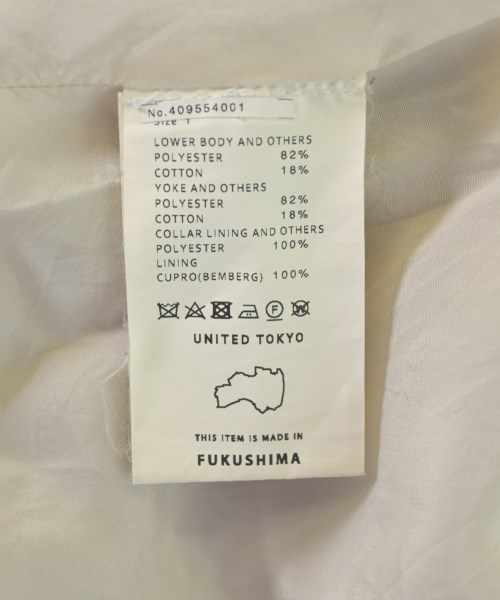 No.409554001
Size 1
LOWER BODY AND OTHERS
POLYESTER 82%
COTTON 18%
YOKE AND OTHERS
POLYESTER 82%
COTTON 18%
COLLAR LINING AND OTHERS
POLYESTER 100%
LINING
CUPRO(BEMBERG) 100%
F W
UNITED TOKYO
THIS ITEM IS MADE IN
FUKUSHIMA